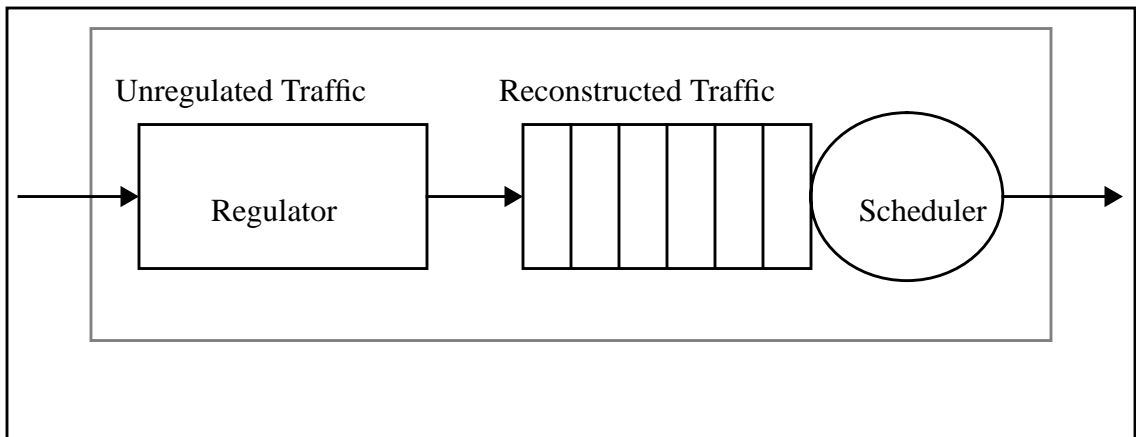 Unregulated Traffic
Reconstructed Traffic
Regulator
Scheduler